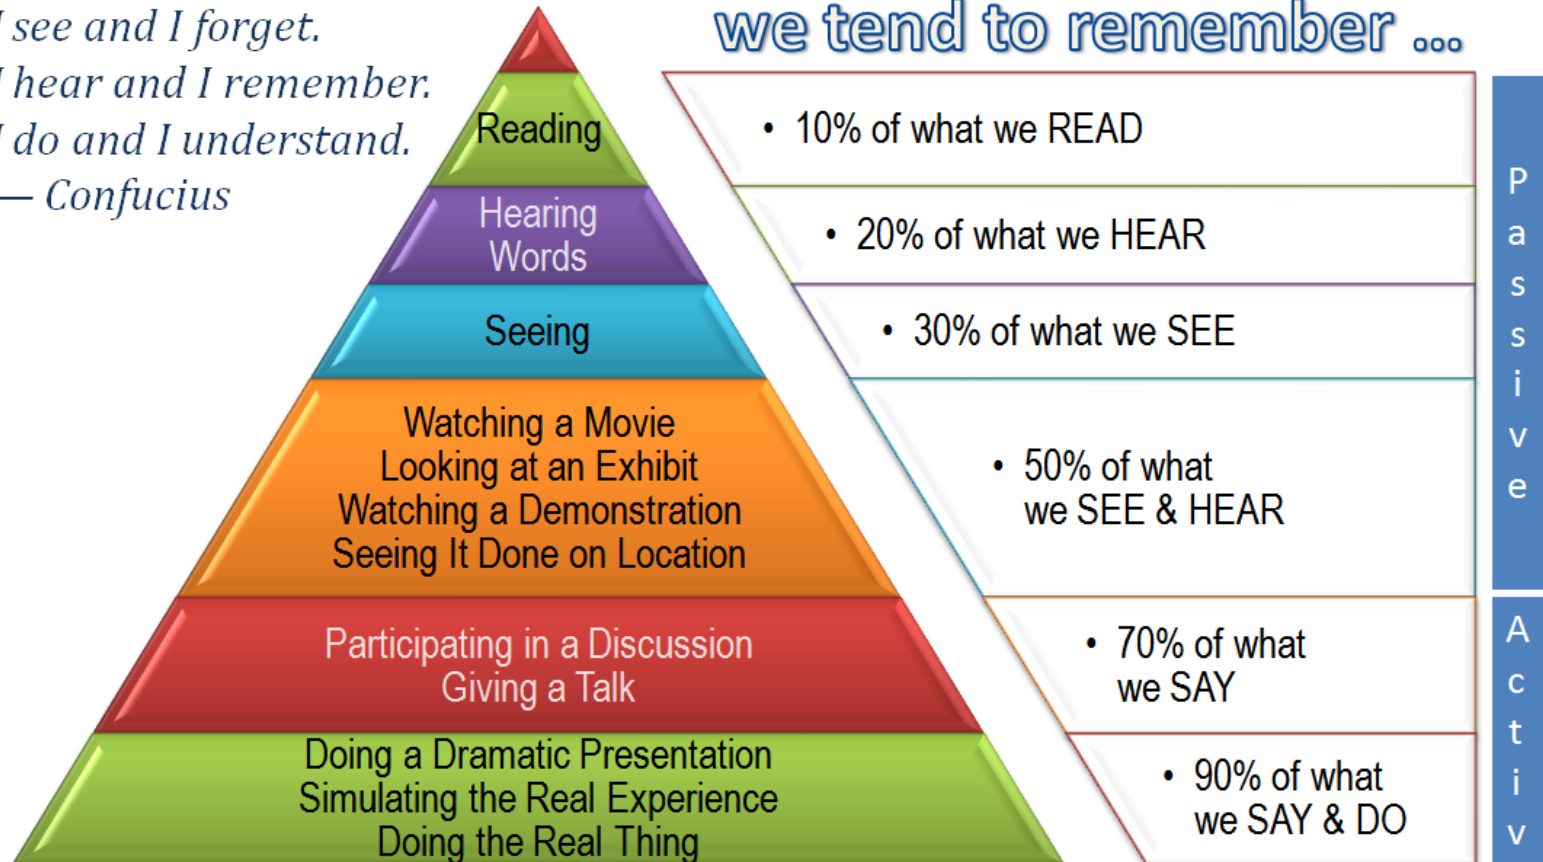 I see and I forget.
I hear and I remember.
I do and I understand.
— Confucius
we tend to remember ...
Reading
• 10% of what we READ
Hearing
Words
• 20% of what we HEAR
Seeing
• 30% of what we SEE
Watching a Movie
Looking at an Exhibit
Watching a Demonstration
Seeing It Done on Location
• 50% of what
we SEE & HEAR
Participating in a Discussion
Giving a Talk
• 70% of what
we SAY
Doing a Dramatic Presentation
Simulating the Real Experience
Doing the Real Thing
• 90% of what
we SAY & DO
P
a
s
s
i
v
e
A
c
t
i
v